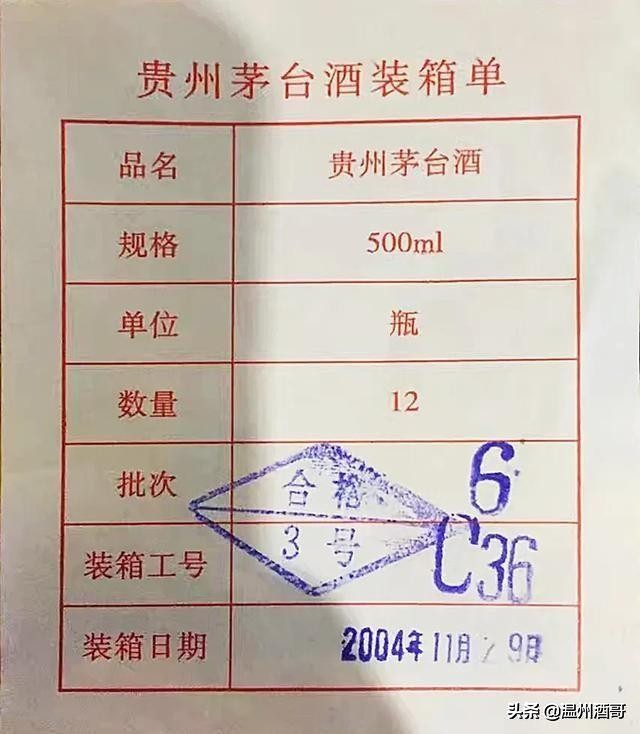 贵州茅台酒装箱单
品名 贵州茅台酒
规格 500ml
单位 瓶
数量 12
批次 6
合格
3号
装箱工号 C36
装箱日期 2004年11月29日
头条 @温州酒哥